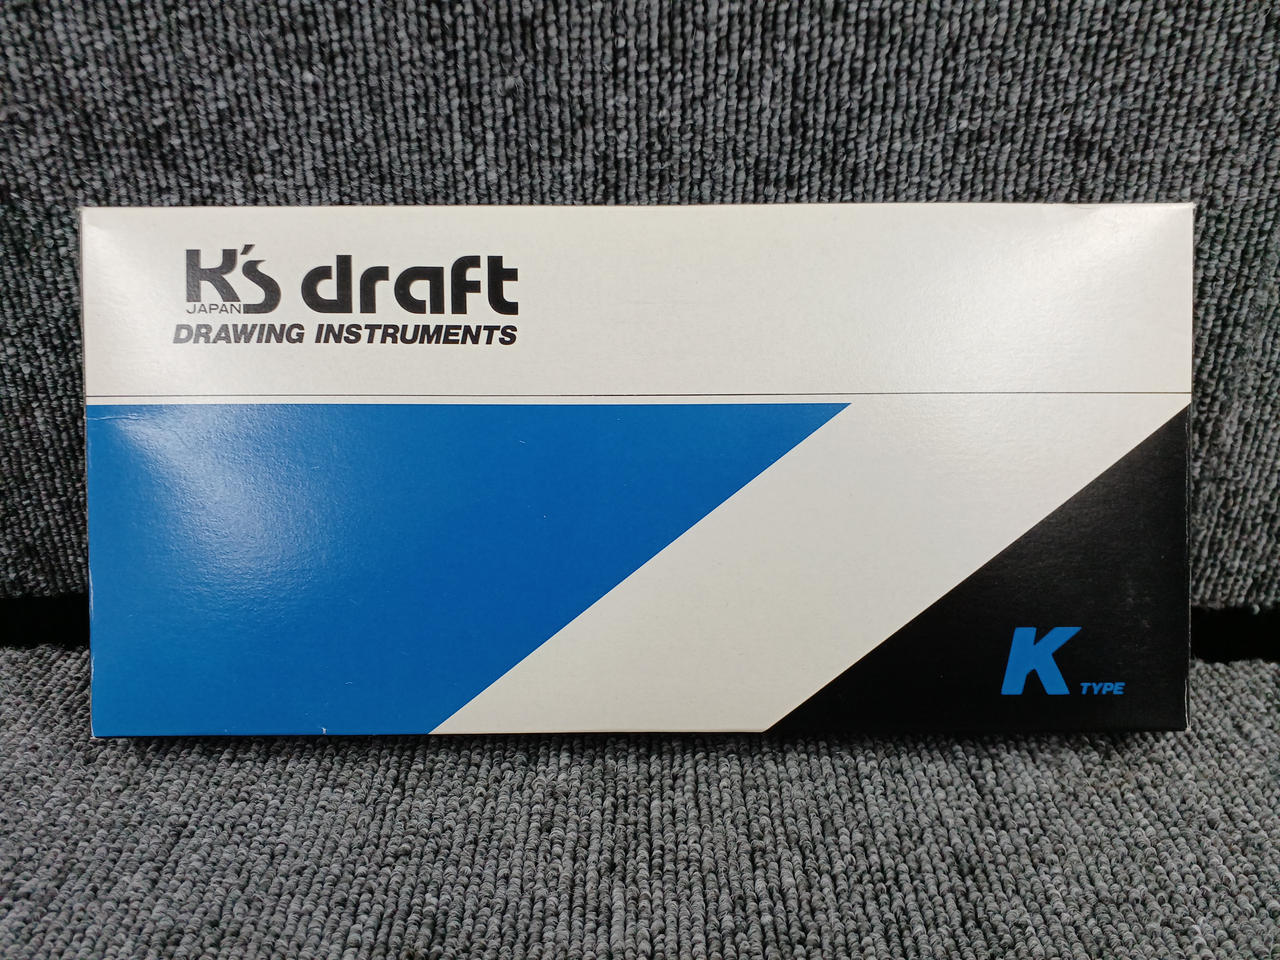 K's draft
JAPAN
DRAWING INSTRUMENTS
K TYPE